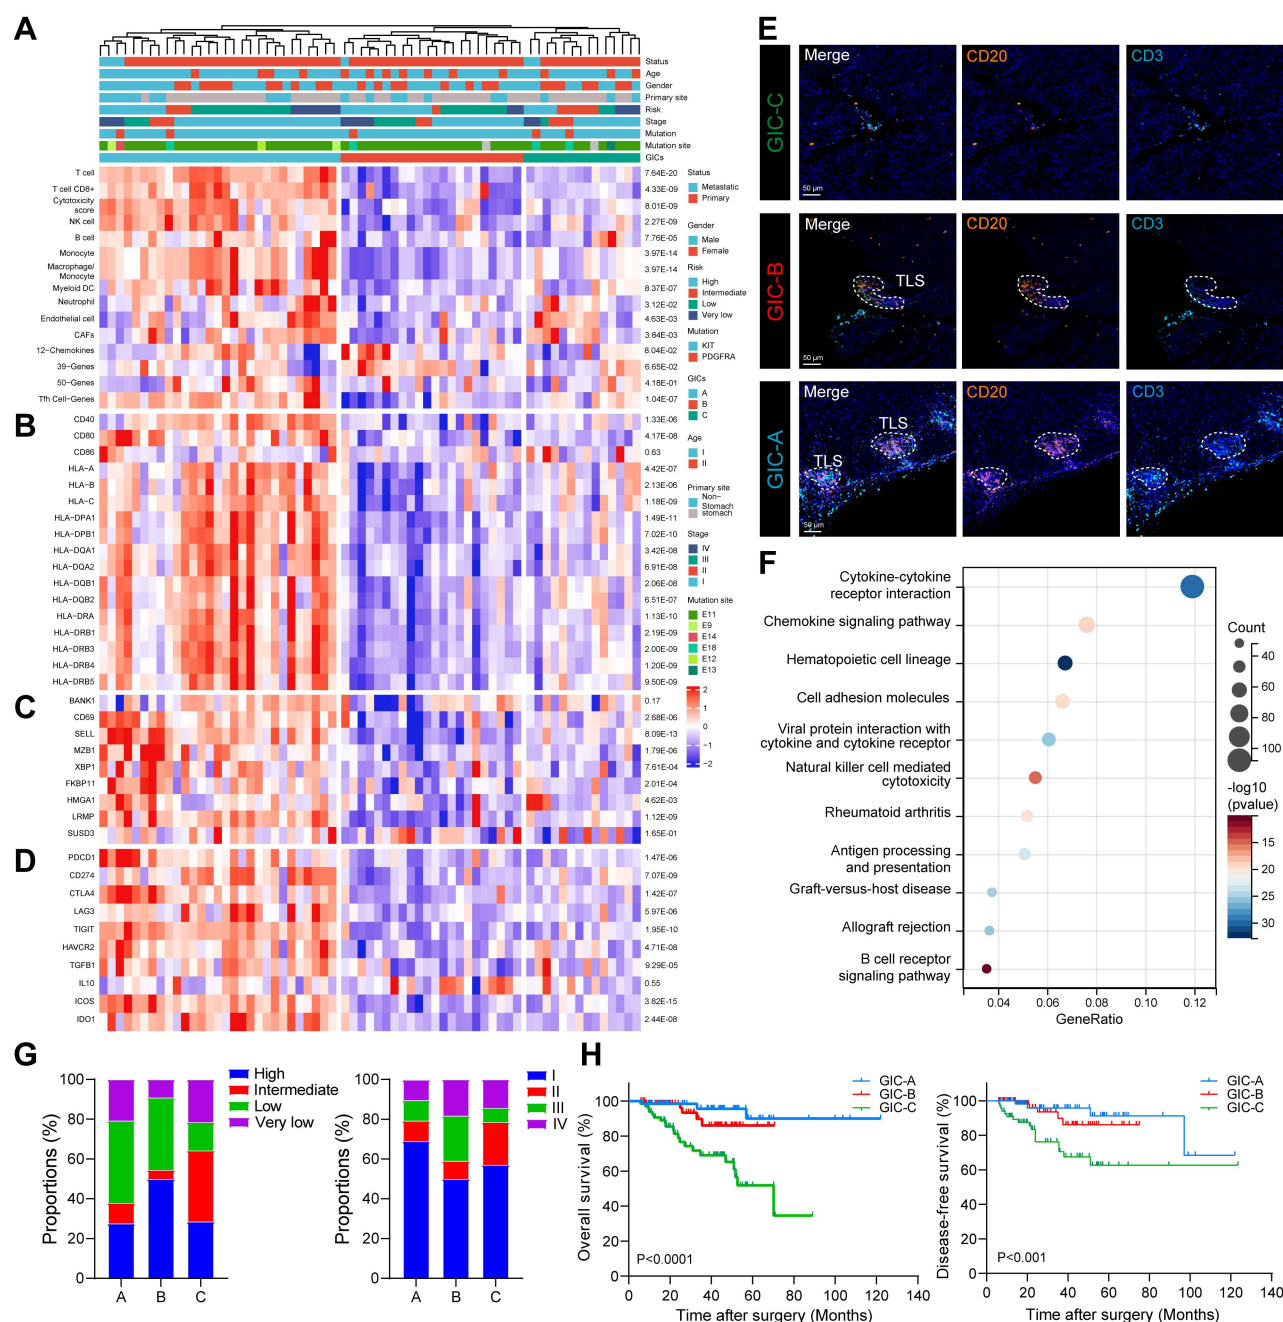 A
Status
Age
Gender
Primary site
Risk
Stage
Mutation
Mutation site
GICs
T cell
7.64E-20
T cell CD8+
4.33E-09
Cytotoxicity
score
8.01E-09
NK cell
2.27E-09
B cell
7.76E-05
Monocyte
3.97E-14
Macrophage/
Monocyte
3.97E-14
Myeloid DC
8.37E-07
Neutrophil
3.12E-02
Endothelial cell
4.63E-03
CAFs
3.84E-03
12-Chemokines
8.04E-02
39-Genes
6.65E-02
50-Genes
4.18E-01
Tfh Cell-Genes
1.04E-07
B
CD40
1.33E-06
CD80
4.17E-08
CD86
0.63
HLA-A
4.42E-07
HLA-B
2.13E-06
HLA-C
1.18E-09
HLA-DPA1
1.49E-11
HLA-DPB1
7.02E-10
HLA-DQA1
3.42E-08
HLA-DQA2
6.91E-08
HLA-DQB1
2.06E-08
HLA-DQB2
6.51E-07
HLA-DRA
1.13E-10
HLA-DRB1
2.19E-09
HLA-DRB3
2.00E-09
HLA-DRB4
1.20E-09
HLA-DRB5
9.50E-09
C
BANK1
0.17
CD69
2.68E-06
SELL
8.09E-13
MZB1
1.79E-06
XBP1
7.61E-04
FKBP11
2.01E-04
HMGA1
4.62E-03
LRMP
1.12E-09
SUSD3
1.65E-01
D
PDCD1
1.47E-06
CD274
7.07E-09
CTLA4
1.42E-07
LAG3
5.97E-06
TIGIT
1.95E-10
HAVCR2
4.71E-08
TGFB1
9.29E-05
IL10
0.55
ICOS
3.82E-15
IDO1
2.44E-08
Status
Metastatic
Primary
Gender
Male
Female
Risk
High
Intermediate
Low
Very low
Mutation
KIT
PDGFRA
GICs
A
B
C
Age
I
II
Primary site
Non-
Stomach
stomach
Stage
IV
III
II
I
Mutation site
E11
E9
E14
E18
E12
E13
2
1
0
-1
-2
E
GIC-C
Merge
CD20
CD3
50 μm
GIC-B
Merge
CD20
CD3
TLS
50 μm
GIC-A
Merge
CD20
CD3
TLS
TLS
50 μm
F
Cytokine-cytokine
receptor interaction
Chemokine signaling pathway
Hematopoietic cell lineage
Cell adhesion molecules
Viral protein interaction with
cytokine and cytokine receptor
Natural killer cell mediated
cytotoxicity
Rheumatoid arthritis
Antigen processing
and presentation
Graft-versus-host disease
Allograft rejection
B cell receptor
signaling pathway
0.04 0.06 0.08 0.10 0.12
GeneRatio
Count
40
60
80
100
-log10
(pvalue)
15
20
25
30
G
Proportions (%)
100
80
60
40
20
0
A B C
High
Intermediate
Low
Very low
Proportions (%)
100
80
60
40
20
0
A B C
I
II
III
IV
H
Overall survival (%)
100
80
60
40
20
0
GIC-A
GIC-B
GIC-C
P<0.0001
0 20 40 60 80 100 120 140
Time after surgery (Months)
Disease-free survival (%)
100
80
60
40
20
0
GIC-A
GIC-B
GIC-C
P<0.001
0 20 40 60 80 100 120 140
Time after surgery (Months)